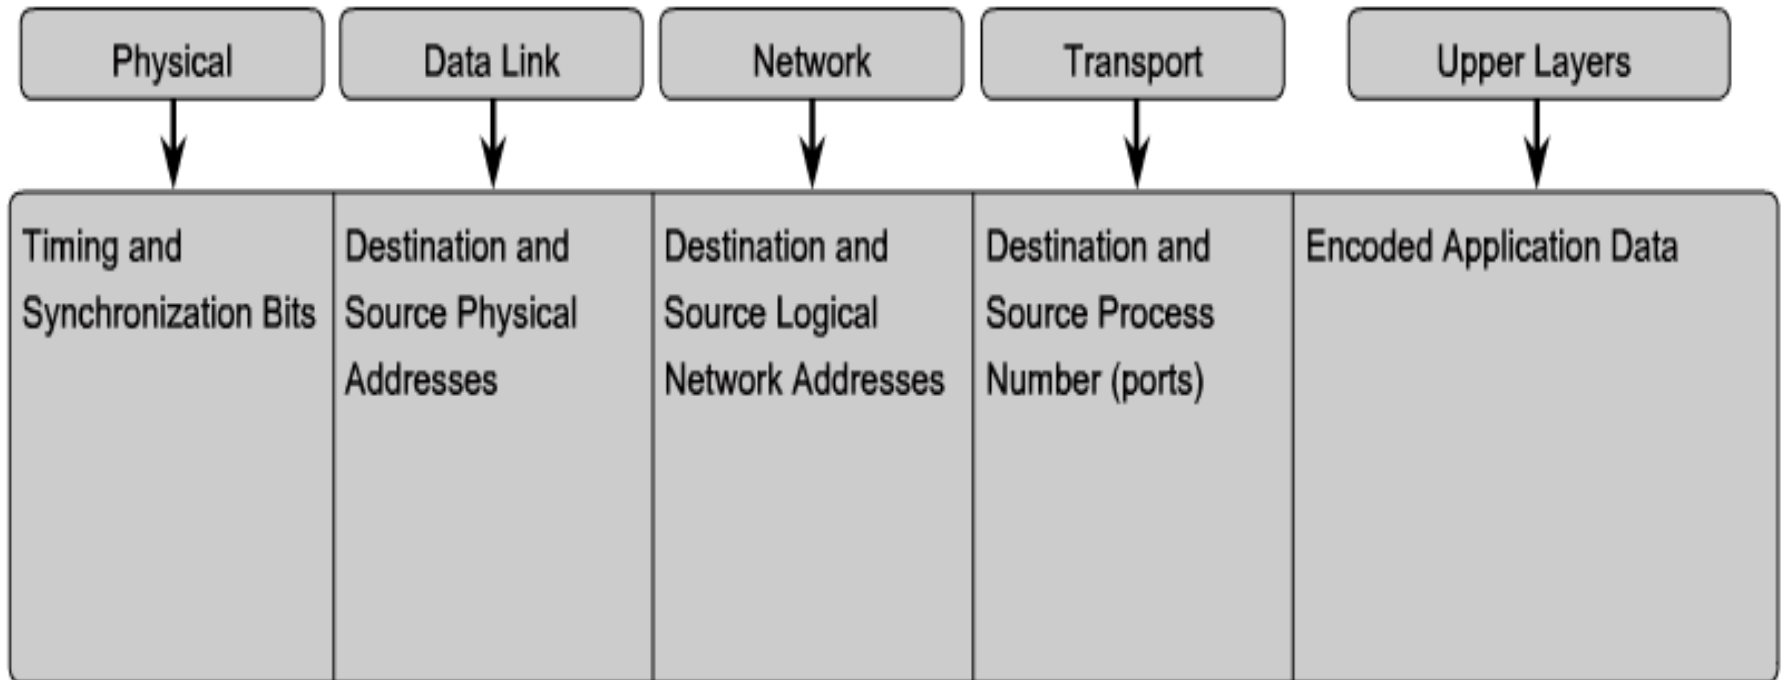 Physical
Data Link
Network
Transport
Upper Layers
Timing and
Synchronization Bits
Destination and
Source Physical
Addresses
Destination and
Source Logical
Network Addresses
Destination and
Source Process
Number (ports)
Encoded Application Data